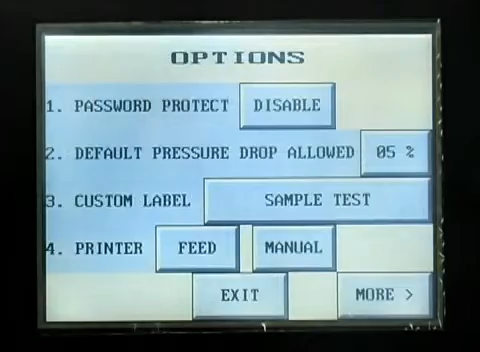 OPTIONS
1. PASSWORD PROTECT DISABLE
2. DEFAULT PRESSURE DROP ALLOWED 05 %
3. CUSTOM LABEL SAMPLE TEST
4. PRINTER FEED MANUAL
EXIT MORE >